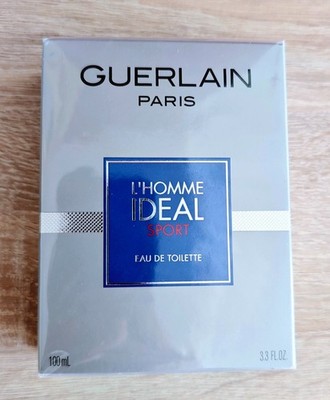 GUERLAIN
PARIS
L'HOMME
IDEAL
SPORT
EAU DE TOILETTE
100 mL
3.3 FL.OZ.